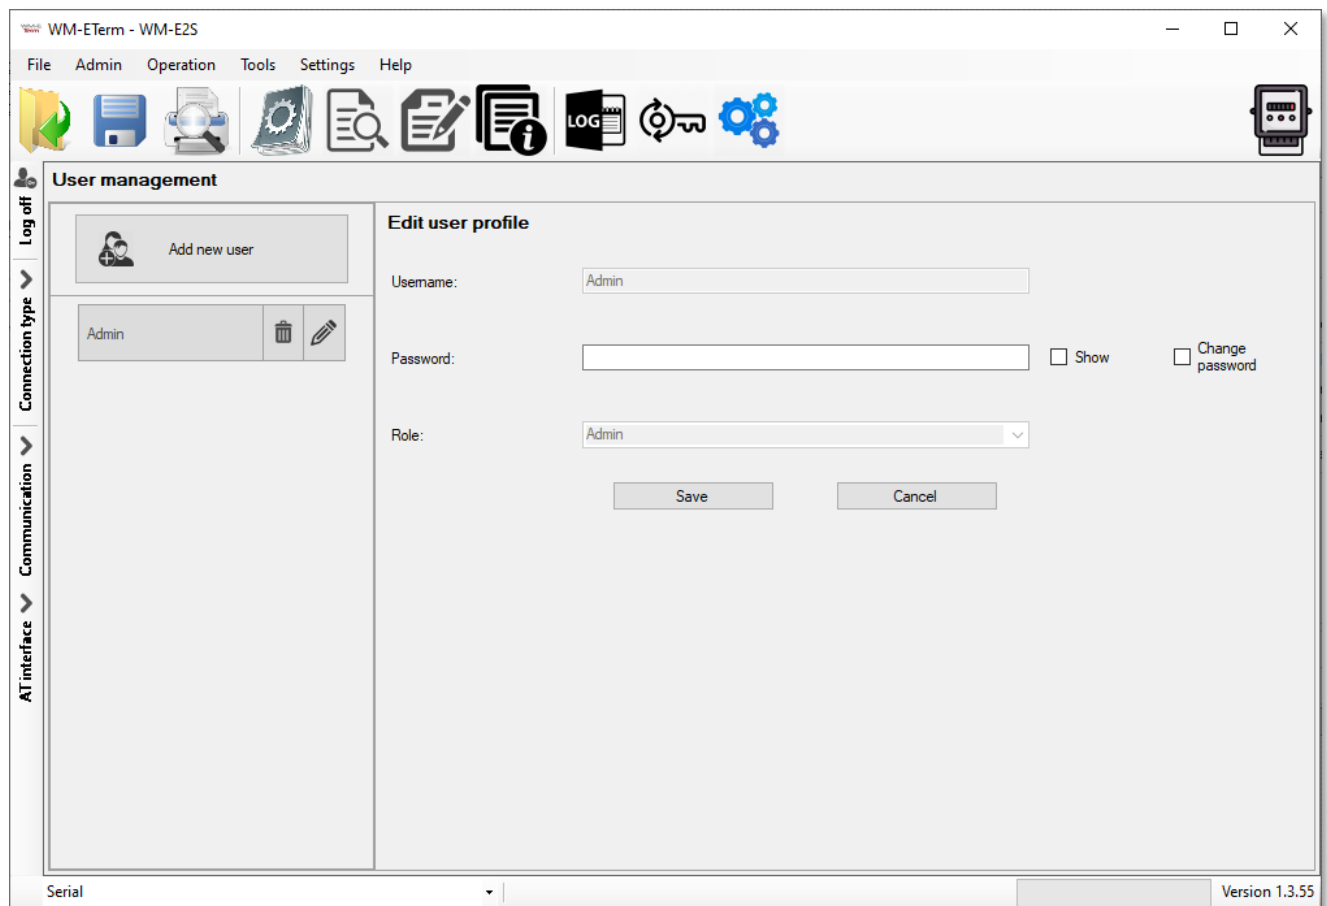 WM-ETerm - WM-E2S
File Admin Operation Tools Settings Help
LOG
Log off
Connection type
Communication
AT interface
User management
Add new user
Admin
Edit user profile
Username: Admin
Password: Show Change password
Role: Admin
Save Cancel
Serial
Version 1.3.55